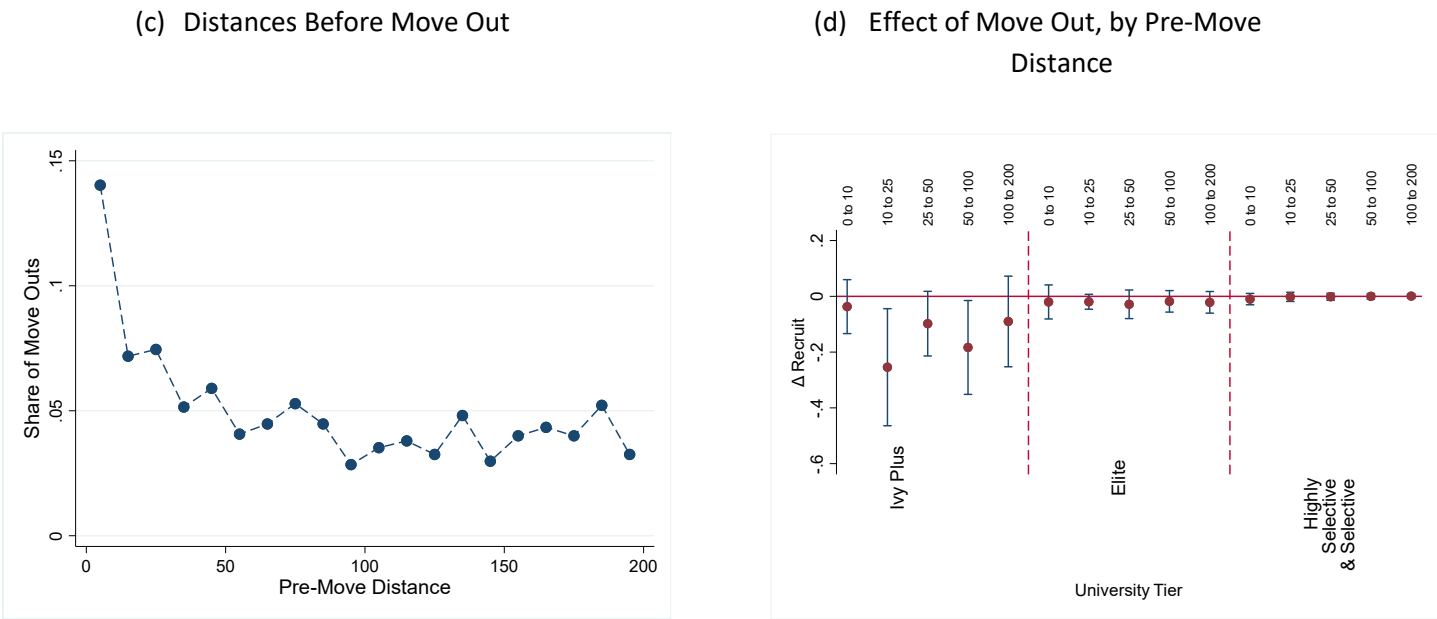 (c) Distances Before Move Out
.15
.1
.05
0
Share of Move Outs
0 50 100 150 200
Pre-Move Distance
(d) Effect of Move Out, by Pre-Move
Distance
0 to 10
10 to 25
25 to 50
50 to 100
100 to 200
0 to 10
10 to 25
25 to 50
50 to 100
100 to 200
0 to 10
10 to 25
25 to 50
50 to 100
100 to 200
.2
0
-.2
-.4
-.6
Δ Recruit
Ivy Plus
Elite
Highly
Selective
& Selective
University Tier